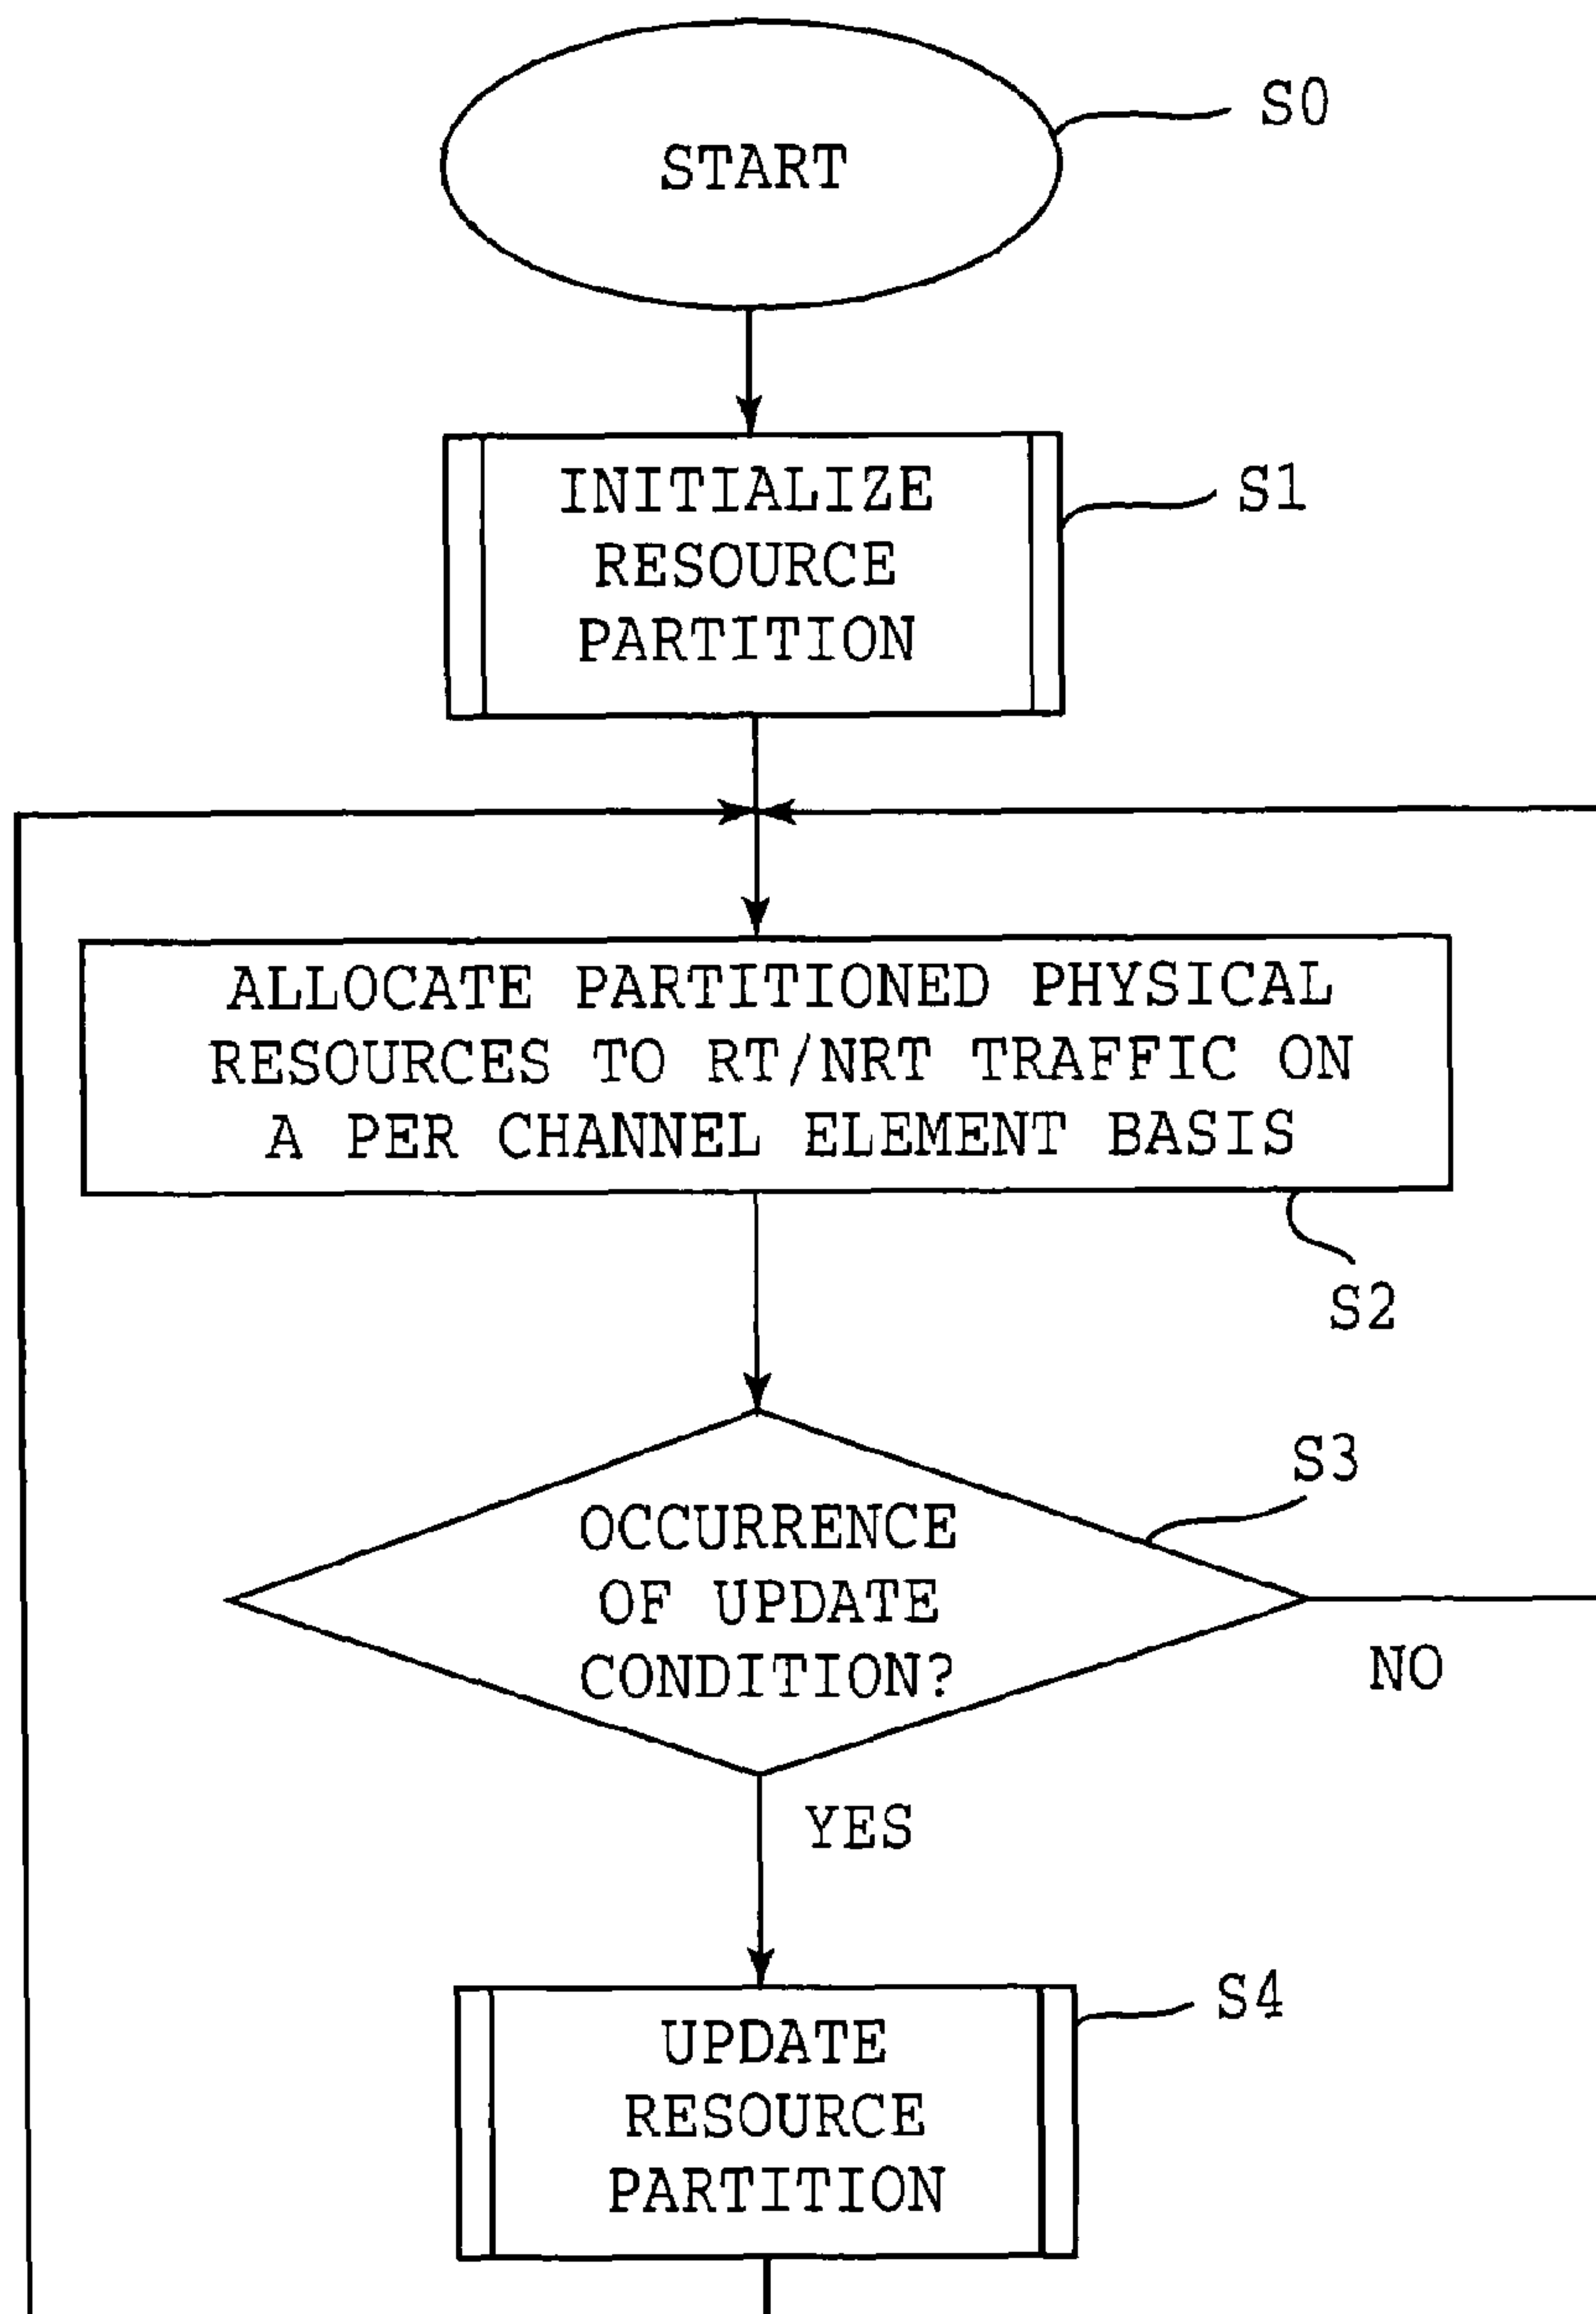 START
S0
INITIALIZE
RESOURCE
PARTITION
S1
ALLOCATE PARTITIONED PHYSICAL
RESOURCES TO RT/NRT TRAFFIC ON
A PER CHANNEL ELEMENT BASIS
S2
S3
OCCURRENCE
OF UPDATE
CONDITION?
NO
YES
S4
UPDATE
RESOURCE
PARTITION